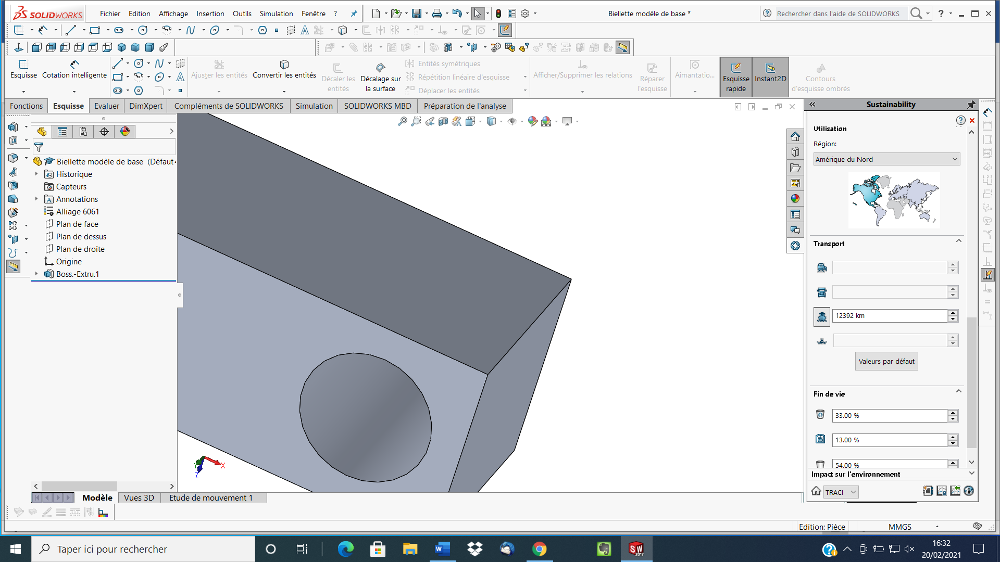 SOLIDWORKS Fichier Edition Affichage Insertion Outils Simulation Fenêtre ? Biellette modèle de base * Rechercher dans l'aide de SOLIDWORKS ?
Esquisse Cotation intelligente Ajuster les entités Convertir les entités Décaler les entités Décalage sur la surface
Entités symétriques
Répétition linéaire d'esquisse
Déplacer les entités
Afficher/Supprimer les relations Réparer l'esquisse Aimantatio... Esquisse rapide Instant2D Contours d'esquisse ombrés
Fonctions Esquisse Evaluer DimXpert Compléments de SOLIDWORKS Simulation SOLIDWORKS MBD Préparation de l'analyse
Biellette modèle de base (Défaut<
Historique
Capteurs
Annotations
Alliage 6061
Plan de face
Plan de dessus
Plan de droite
Origine
Boss.-Extru.1
X
Y
Z
Sustainability
Utilisation
Région:
Amérique du Nord
Transport
12392 km
Valeurs par défaut
Fin de vie
33.00 %
13.00 %
54.00 %
Impact sur l'environnement
TRACI
Modèle Vues 3D Etude de mouvement 1
Edition: Pièce MMGS
Taper ici pour rechercher
SW
2017
16:32
20/02/2021